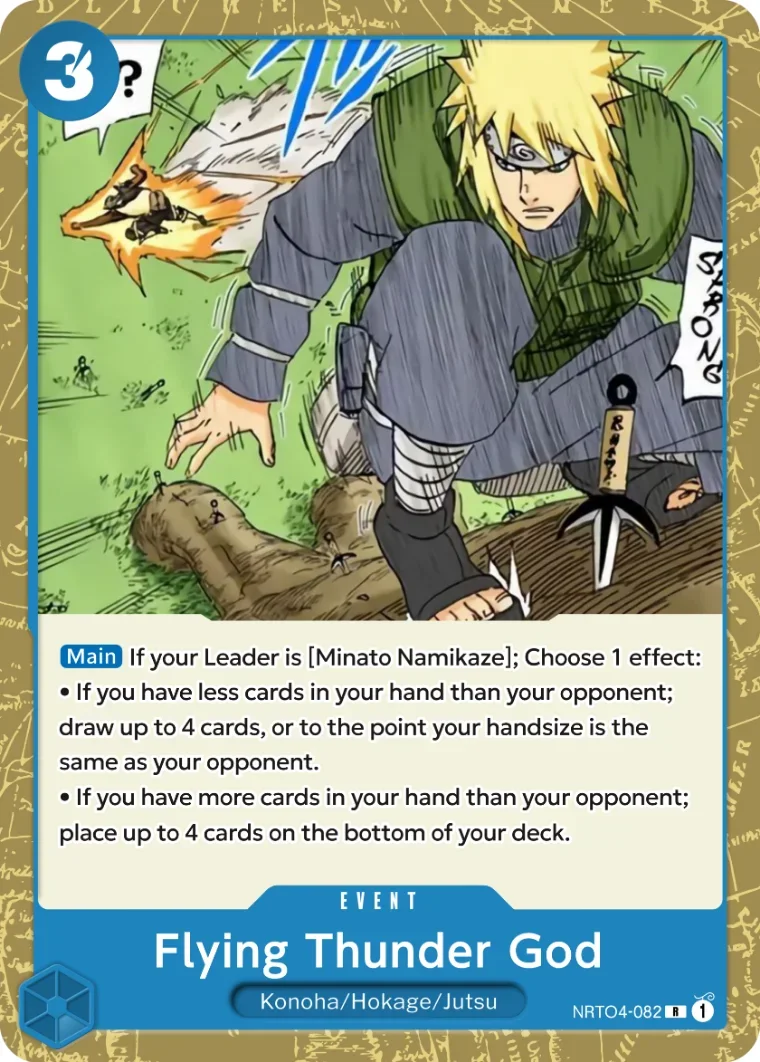 3
?
SHBONG
Main If your Leader is [Minato Namikaze]; Choose 1 effect:
• If you have less cards in your hand than your opponent;
draw up to 4 cards, or to the point your handsize is the
same as your opponent.
• If you have more cards in your hand than your opponent;
place up to 4 cards on the bottom of your deck.
EVENT
Flying Thunder God
Konoha/Hokage/Jutsu
NRTO4-082 R 1